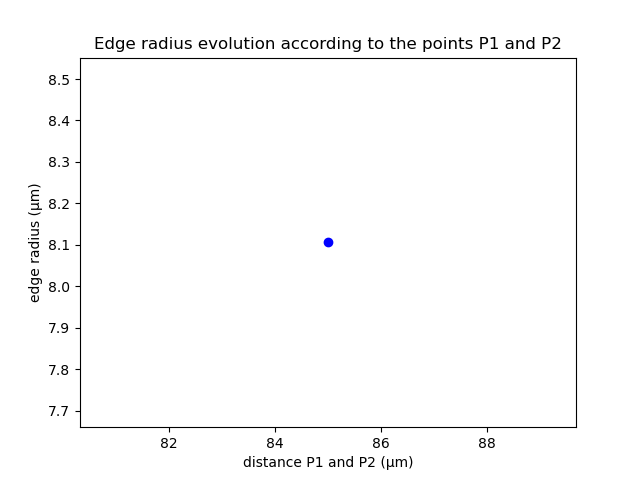 Edge radius evolution according to the points P1 and P2
8.5
8.4
8.3
8.2
8.1
8.0
7.9
7.8
7.7
edge radius (μm)
82 84 86 88
distance P1 and P2 (μm)